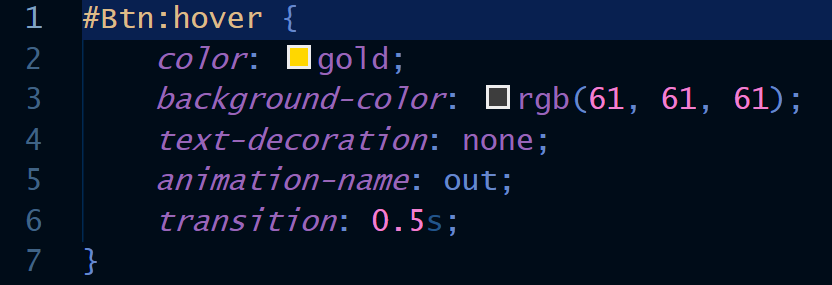 1 #Btn:hover {
2 color: gold;
3 background-color: rgb(61, 61, 61);
4 text-decoration: none;
5 animation-name: out;
6 transition: 0.5s;
7 }